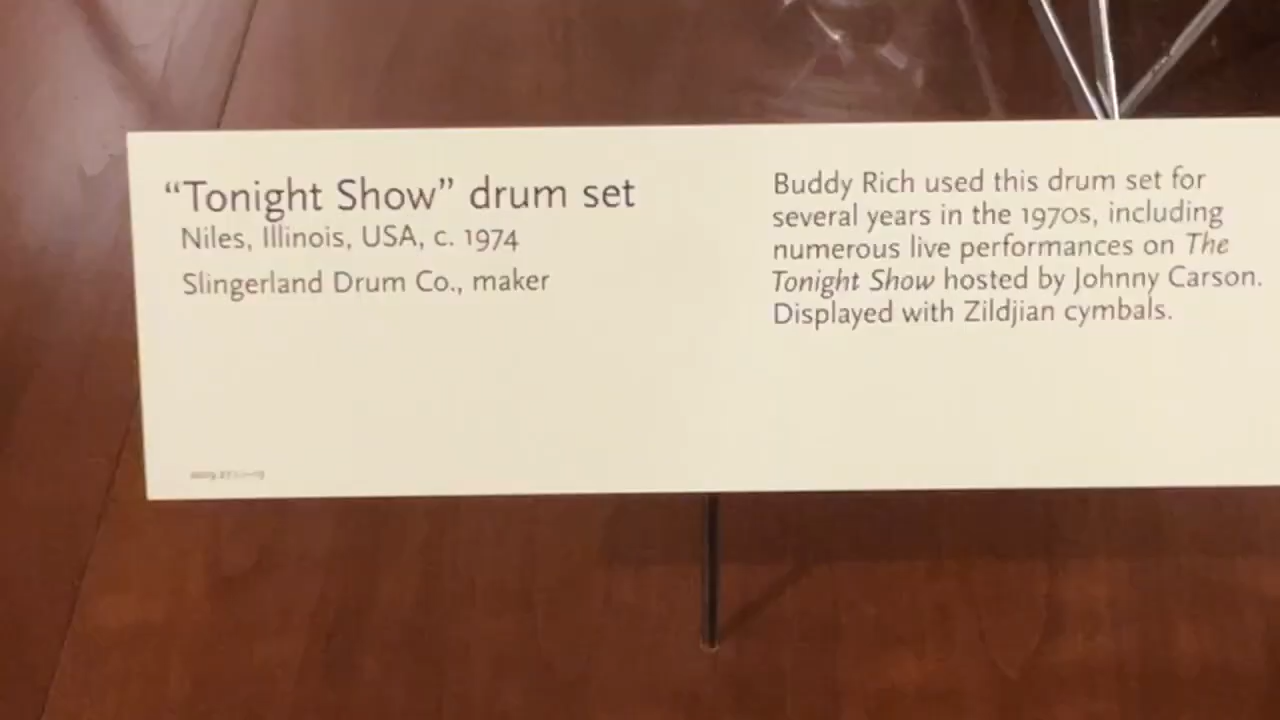 “Tonight Show” drum set
Niles, Illinois, USA, c. 1974
Slingerland Drum Co., maker
Buddy Rich used this drum set for
several years in the 1970s, including
numerous live performances on The
Tonight Show hosted by Johnny Carson.
Displayed with Zildjian cymbals.